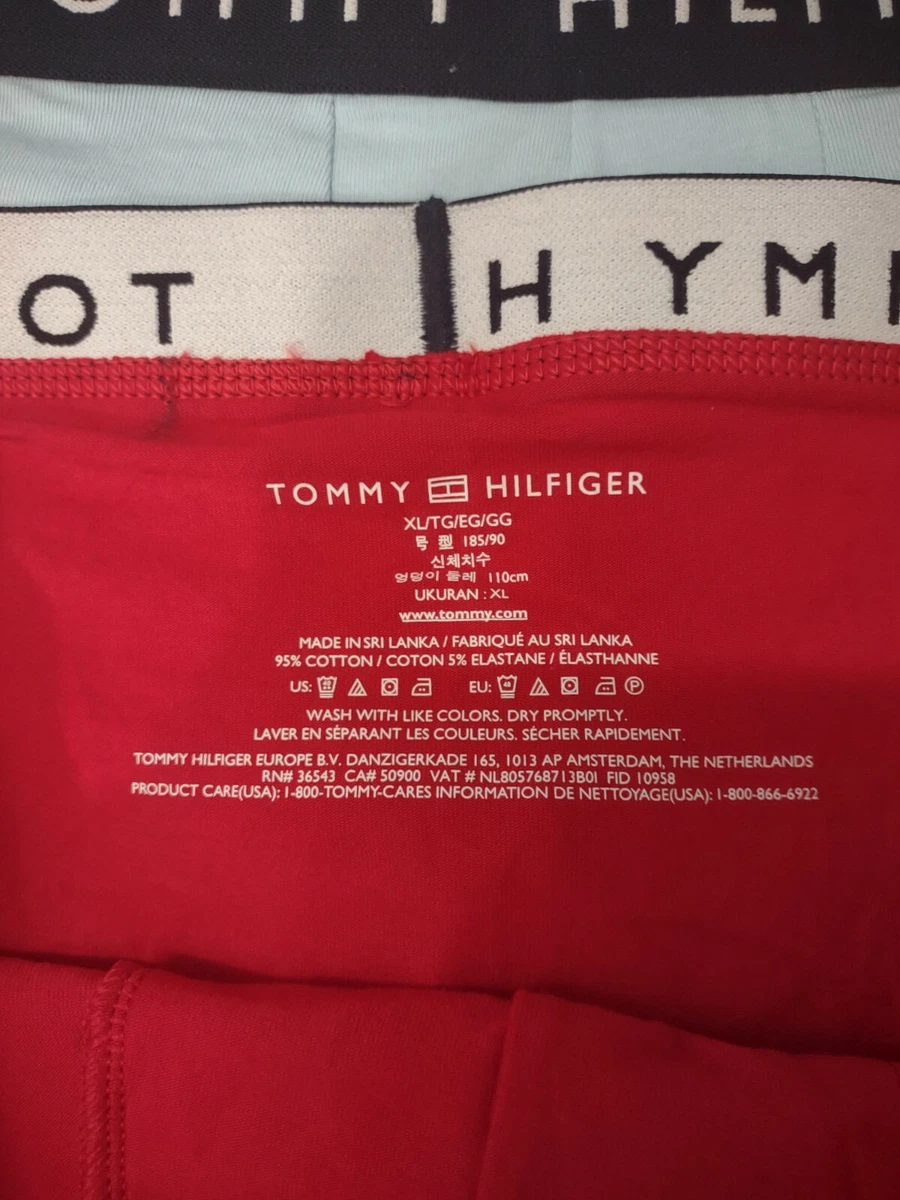 OT H YM
TOMMY HILFIGER
XL/TG/EG/GG
号 型 185/90
신체치수
엉덩이 둘레 110cm
UKURAN : XL
www.tommy.com
MADE IN SRI LANKA / FABRIQUÉ AU SRI LANKA
95% COTTON / COTON 5% ELASTANE / ÉLASTHANNE
US: EU:
WASH WITH LIKE COLORS. DRY PROMPTLY.
LAVER EN SÉPARANT LES COULEURS. SÉCHER RAPIDEMENT.
TOMMY HILFIGER EUROPE B.V. DANZIGERKADE 165, 1013 AP AMSTERDAM, THE NETHERLANDS
RN# 36543 CA# 50900 VAT # NL805768713B01 FID 10958
PRODUCT CARE(USA): 1-800-TOMMY-CARES INFORMATION DE NETTOYAGE(USA): 1-800-866-6922